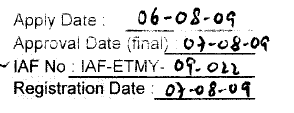 Apply Date : 06-08-09
Approval Date (final) : 07-08-09
✓ IAF No : IAF-ETMY- 09-022
Registration Date : 07-08-09